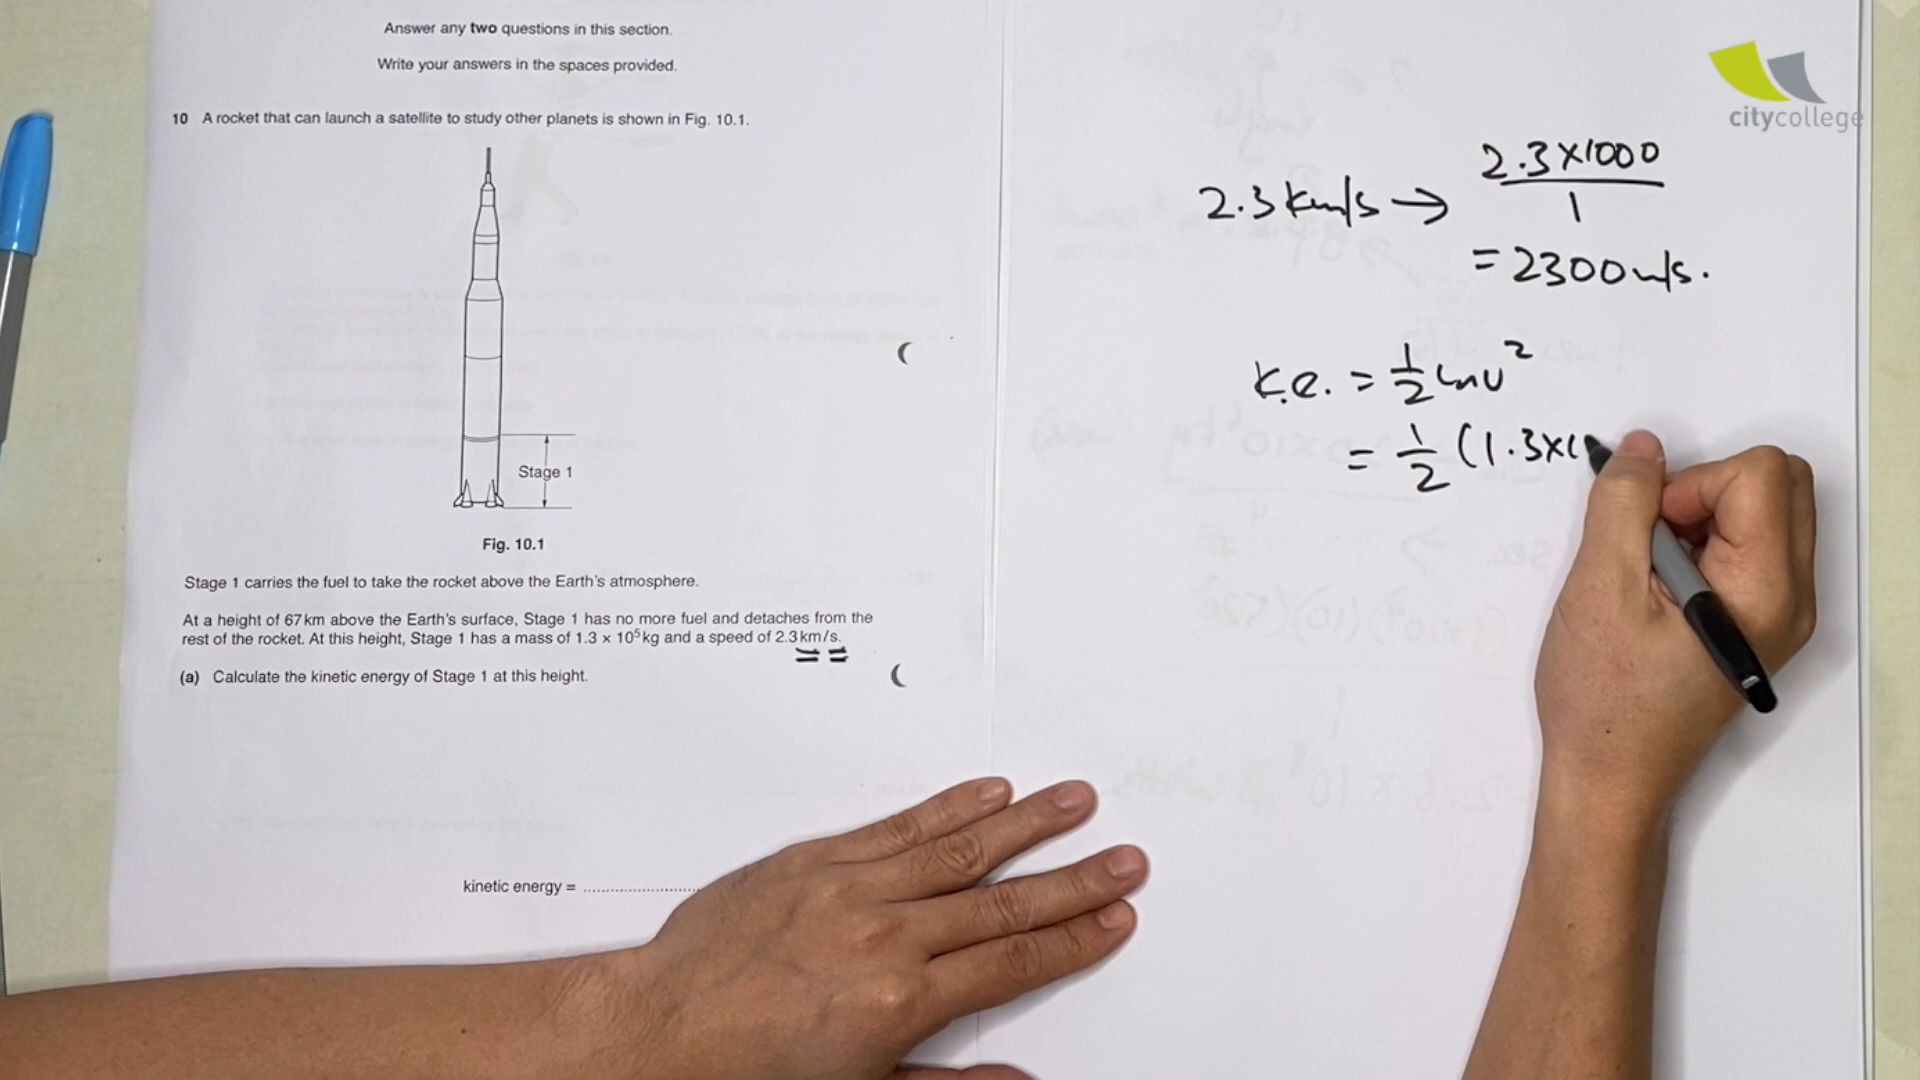 Answer any two questions in this section.
Write your answers in the spaces provided.
10 A rocket that can launch a satellite to study other planets is shown in Fig. 10.1.
Stage 1
Fig. 10.1
Stage 1 carries the fuel to take the rocket above the Earth's atmosphere.
At a height of 67 km above the Earth's surface, Stage 1 has no more fuel and detaches from the
rest of the rocket. At this height, Stage 1 has a mass of 1.3 × 10⁵ kg and a speed of 2.3 km/s.
(a) Calculate the kinetic energy of Stage 1 at this height.
kinetic energy = ........................
citycollege
2.3 km/s → 2.3 × 1000 / 1
= 2300 m/s.
k.e. = 1/2 mv²
= 1/2 (1.3 × 1